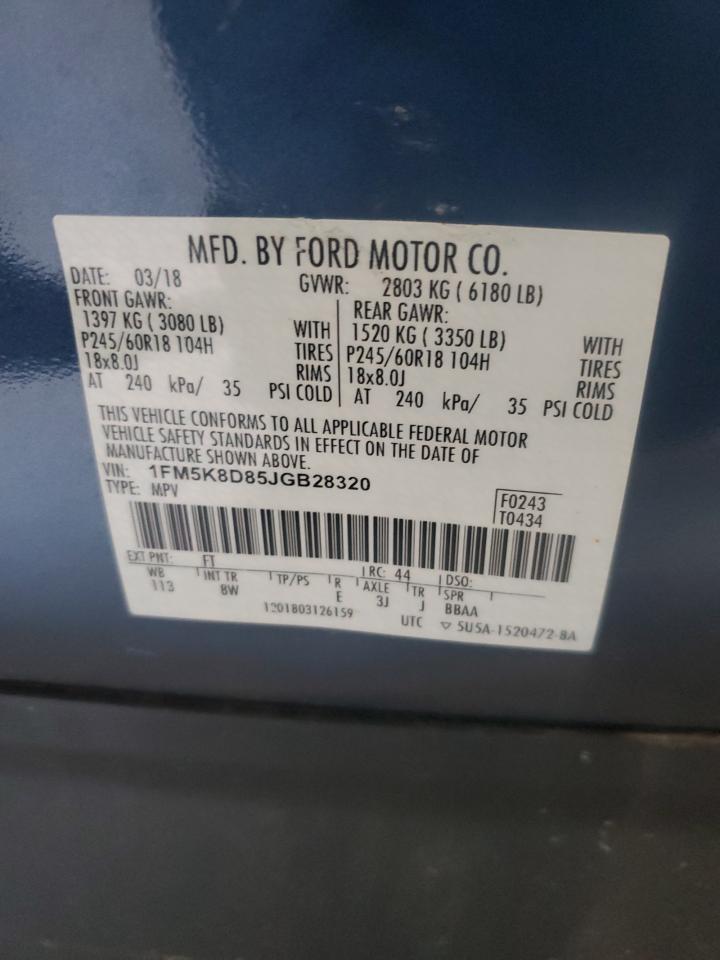 MFD. BY FORD MOTOR CO.
DATE: 03/18 GVWR: 2803 KG ( 6180 LB)
FRONT GAWR: REAR GAWR:
1397 KG ( 3080 LB) WITH 1520 KG ( 3350 LB) WITH
P245/60R18 104H TIRES P245/60R18 104H TIRES
18x8.0J RIMS 18x8.0J RIMS
AT 240 kPa/ 35 PSI COLD AT 240 kPa/ 35 PSI COLD
THIS VEHICLE CONFORMS TO ALL APPLICABLE FEDERAL MOTOR
VEHICLE SAFETY STANDARDS IN EFFECT ON THE DATE OF
MANUFACTURE SHOWN ABOVE.
VIN: 1FM5K8D85JGB28320
TYPE: MPV F0243
T0434
EXT PNT: FT RC: 44 DSO:
WB INT TR TP/PS R AXLE TR SPR
113 8W E 3J J BBAA
1201803126159 UTC ▽ 5U5A-1520472-8A